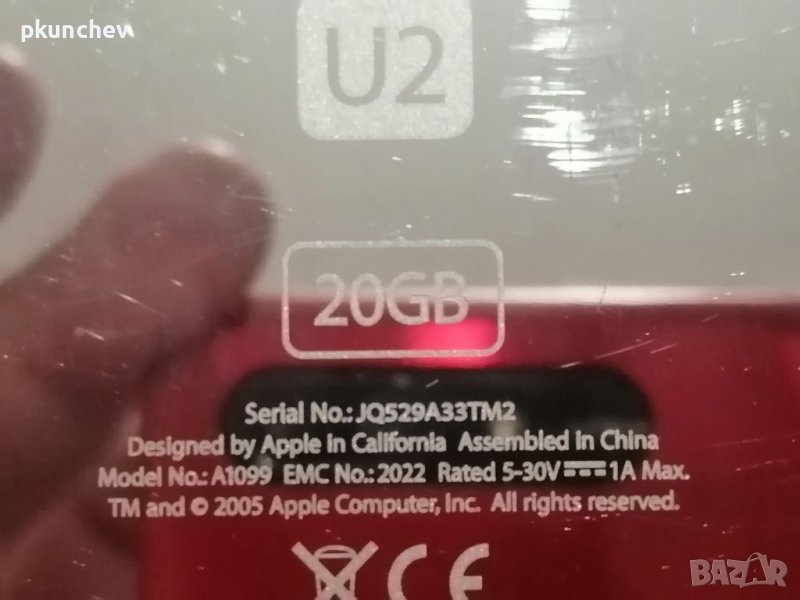 pkunchev
U2
20GB
Serial No.: JQ529A33TM2
Designed by Apple in California Assembled in China
Model No.: A1099 EMC No.: 2022 Rated 5-30V⎓1A Max.
TM and © 2005 Apple Computer, Inc. All rights reserved.
CE
BAZAR